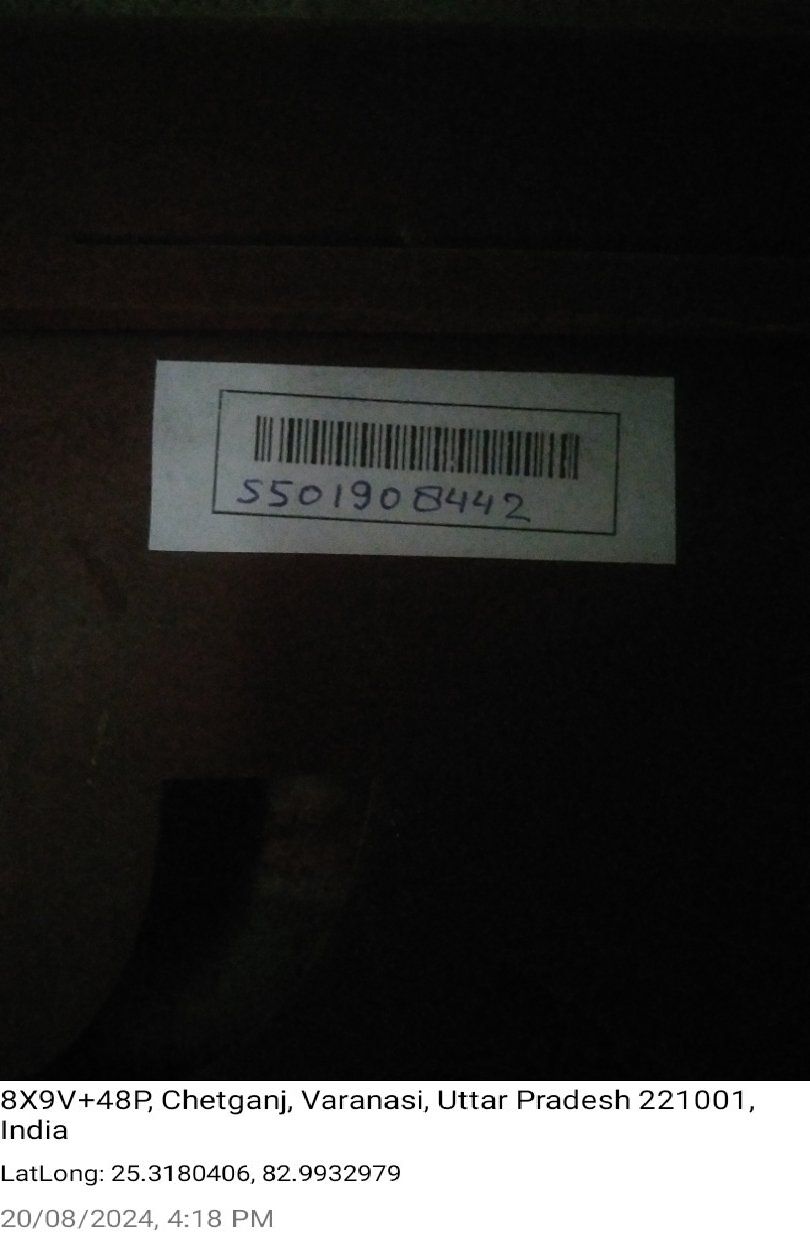 5501908442
8X9V+48P, Chetganj, Varanasi, Uttar Pradesh 221001,
India
LatLong: 25.3180406, 82.9932979
20/08/2024, 4:18 PM